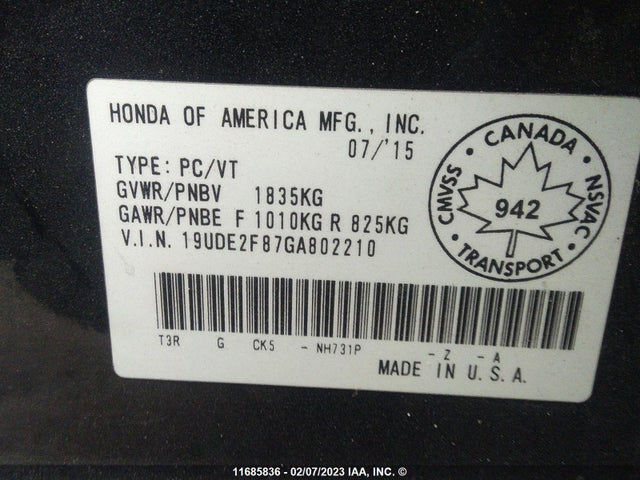 HONDA OF AMERICA MFG., INC.
07/'15
TYPE: PC/VT
GVWR/PNBV 1835KG
GAWR/PNBE F 1010KG R 825KG
V.I.N. 19UDE2F87GA802210
CANADA
CMVSS
942
NSVAC
TRANSPORT
T3R G CK5 - NH731P - Z - A
MADE IN U.S.A.
11685836 - 02/07/2023 IAA, INC. ©